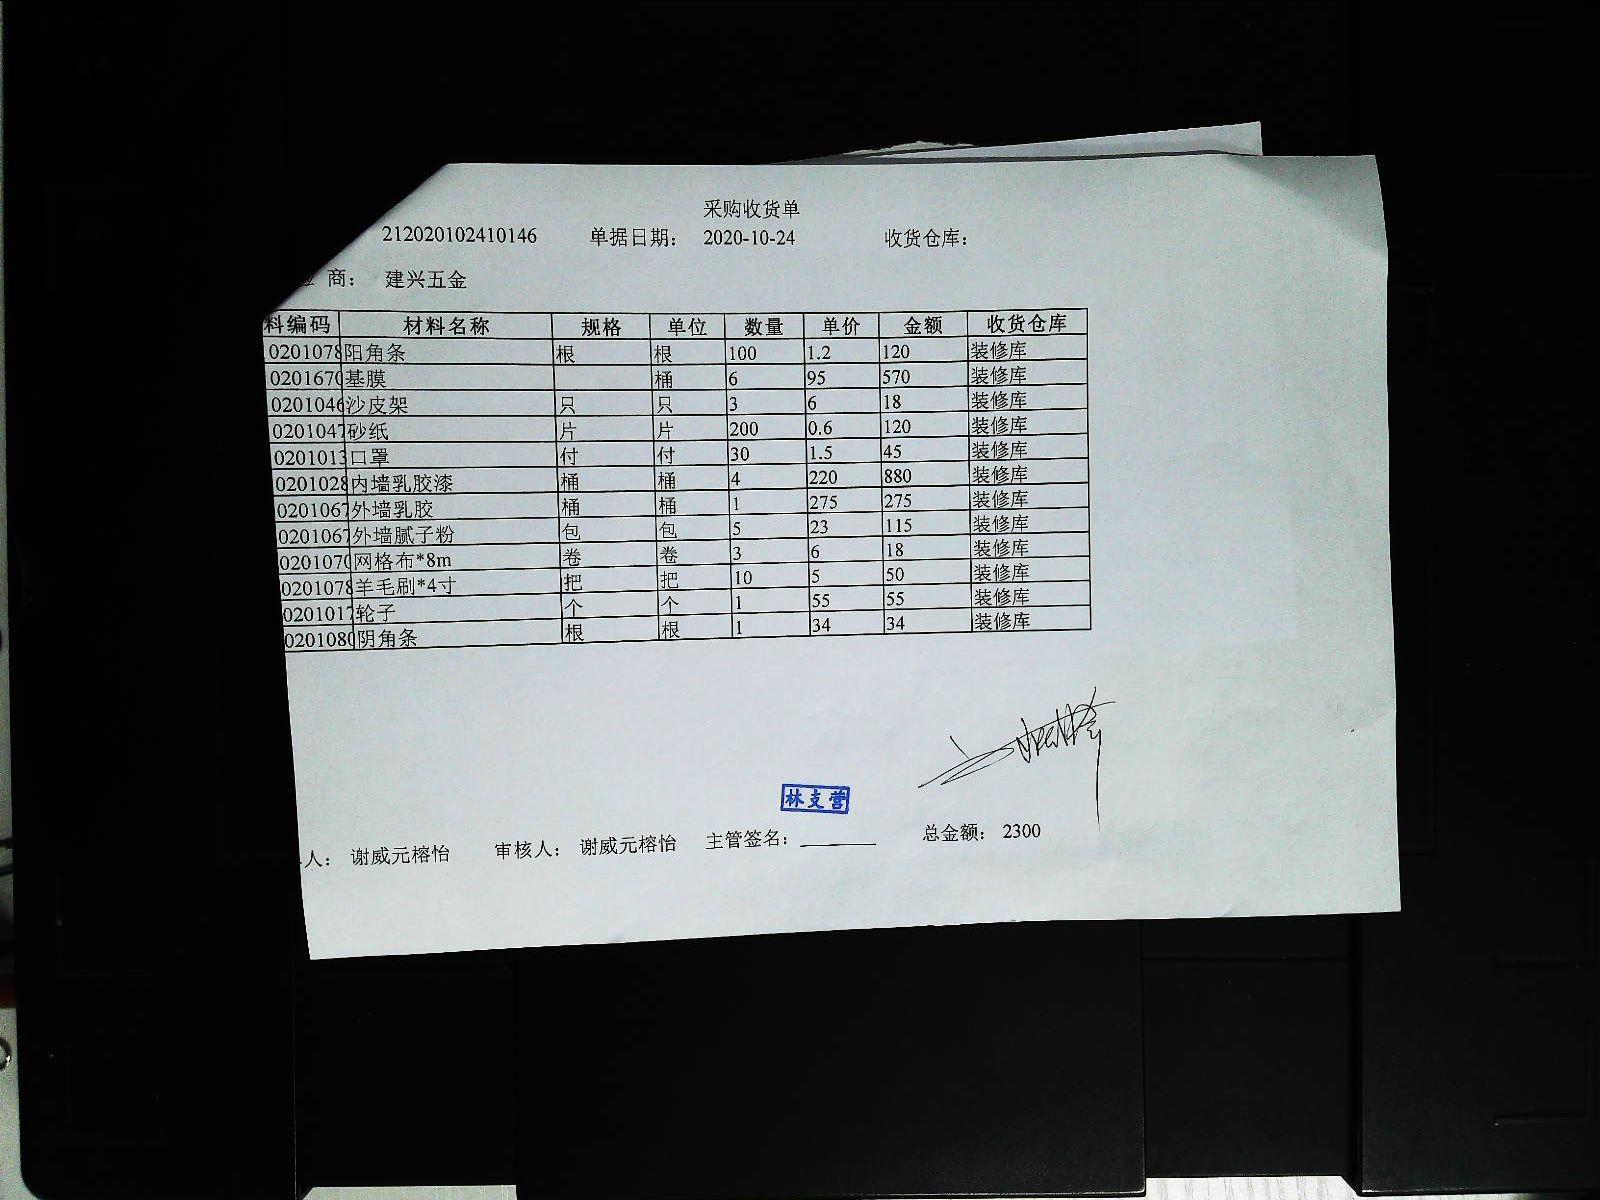 采购收货单
212020102410146 单据日期： 2020-10-24 收货仓库：
商： 建兴五金
料编码 材料名称 规格 单位 数量 单价 金额 收货仓库
0201078 阳角条 根 根 100 1.2 120 装修库
0201670 基膜 桶 6 95 570 装修库
0201046 沙皮架 只 只 3 6 18 装修库
0201047 砂纸 片 片 200 0.6 120 装修库
0201013 口罩 付 付 30 1.5 45 装修库
0201028 内墙乳胶漆 桶 桶 4 220 880 装修库
0201067 外墙乳胶 桶 桶 1 275 275 装修库
0201067 外墙腻子粉 包 包 5 23 115 装修库
0201070 网格布*8m 卷 卷 3 6 18 装修库
0201078 羊毛刷*4寸 把 把 10 5 50 装修库
0201017 轮子 个 个 1 55 55 装修库
0201080 阴角条 根 根 1 34 34 装修库
林支营
人： 谢威元榕怡 审核人： 谢威元榕怡 主管签名： 总金额： 2300